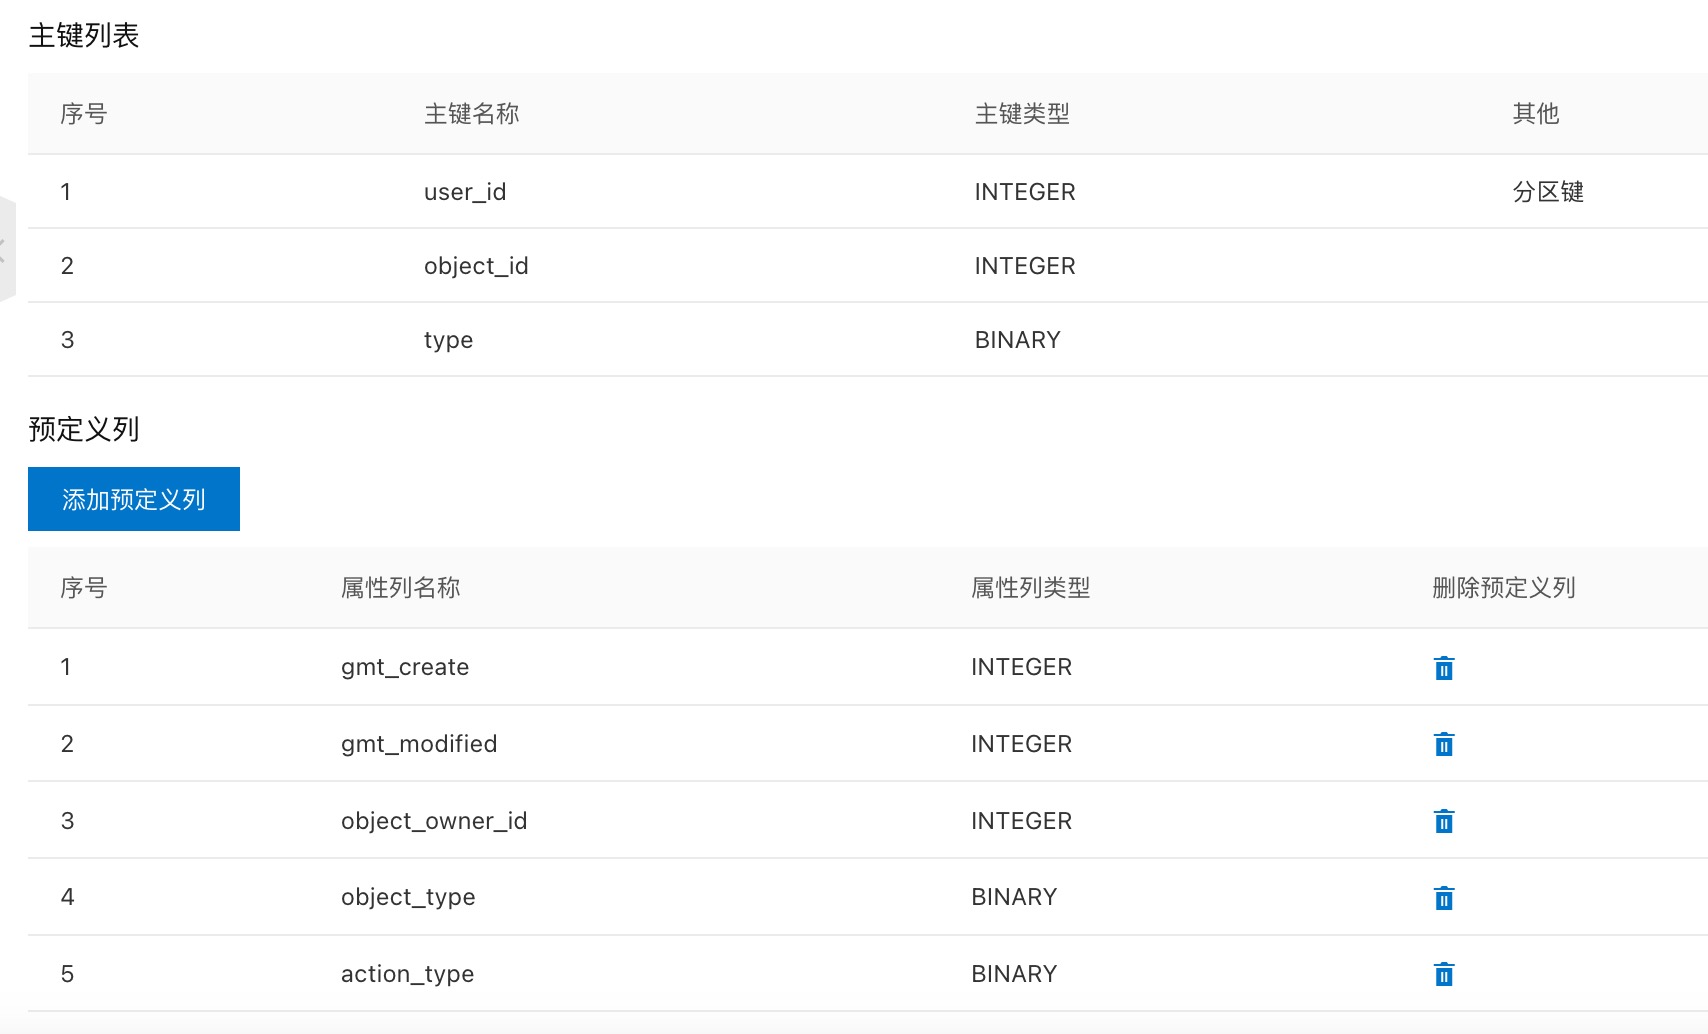 主键列表
序号 主键名称 主键类型 其他
1 user_id INTEGER 分区键
2 object_id INTEGER
3 type BINARY
预定义列
添加预定义列
序号 属性列名称 属性列类型 删除预定义列
1 gmt_create INTEGER
2 gmt_modified INTEGER
3 object_owner_id INTEGER
4 object_type BINARY
5 action_type BINARY